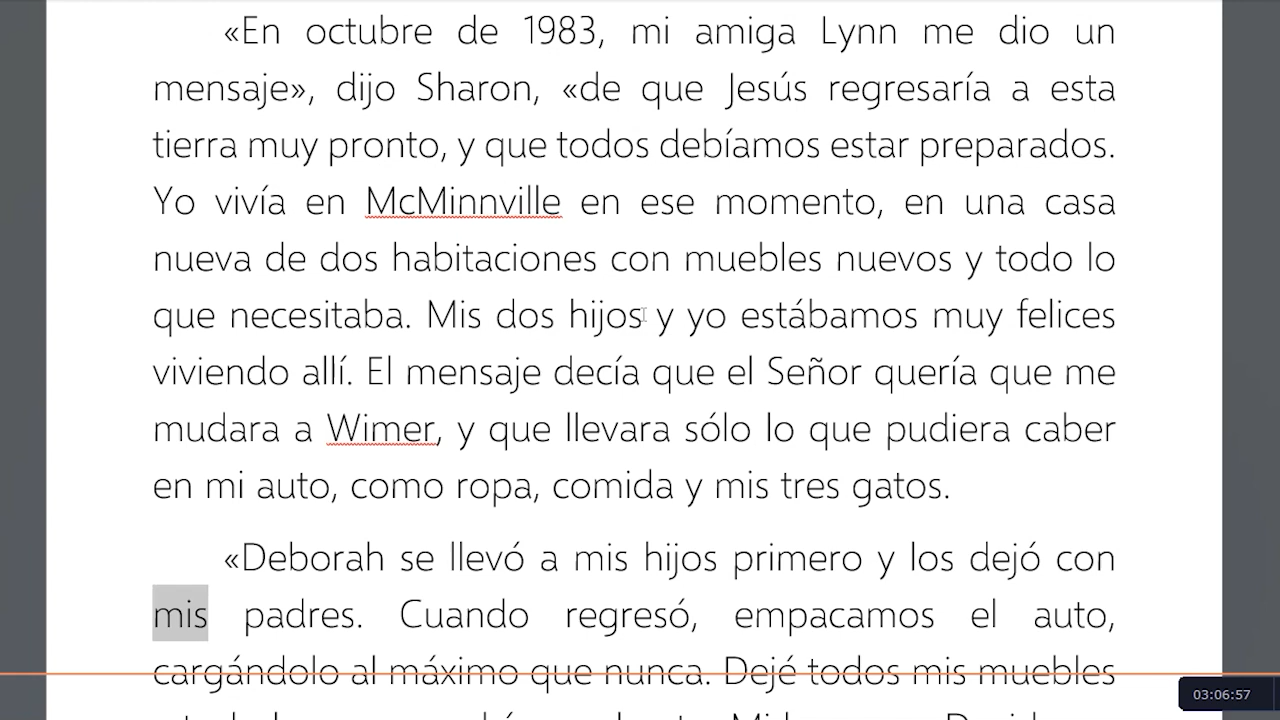 «En octubre de 1983, mi amiga Lynn me dio un
mensaje», dijo Sharon, «de que Jesús regresaría a esta
tierra muy pronto, y que todos debíamos estar preparados.
Yo vivía en McMinnville en ese momento, en una casa
nueva de dos habitaciones con muebles nuevos y todo lo
que necesitaba. Mis dos hijos y yo estábamos muy felices
viviendo allí. El mensaje decía que el Señor quería que me
mudara a Wimer, y que llevara sólo lo que pudiera caber
en mi auto, como ropa, comida y mis tres gatos.
«Deborah se llevó a mis hijos primero y los dejó con
mis padres. Cuando regresó, empacamos el auto,
cargándolo al máximo que nunca. Dejé todos mis muebles
03:06:57